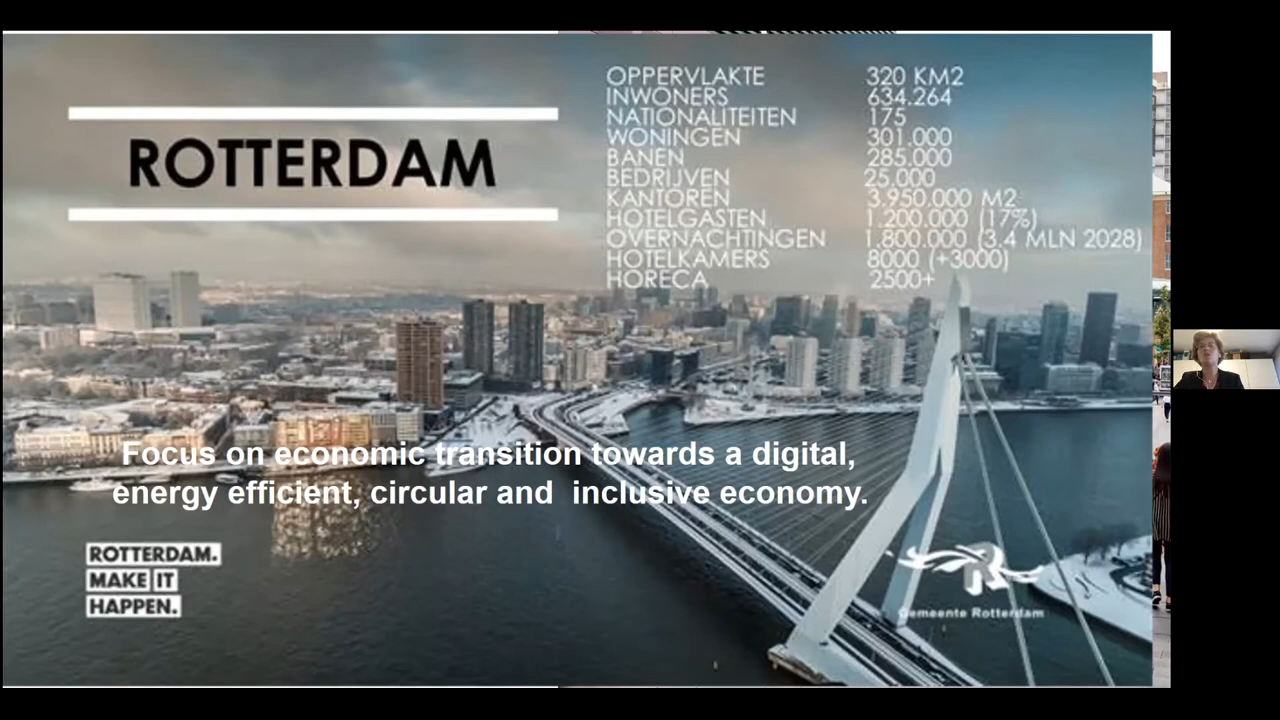 ROTTERDAM
OPPERVLAKTE 320 KM2
INWONERS 634.264
NATIONALITEITEN 175
WONINGEN 301.000
BANEN 285.000
BEDRIJVEN 25.000
KANTOREN 3.950.000 M2
HOTELGASTEN 1.200.000 (17%)
OVERNACHTINGEN 1.800.000 (3.4 MLN 2028)
HOTELKAMERS 8000 (+3000)
HORECA 2500+
Focus on economic transition towards a digital,
energy efficient, circular and inclusive economy.
ROTTERDAM.
MAKE IT
HAPPEN.
R
Gemeente Rotterdam